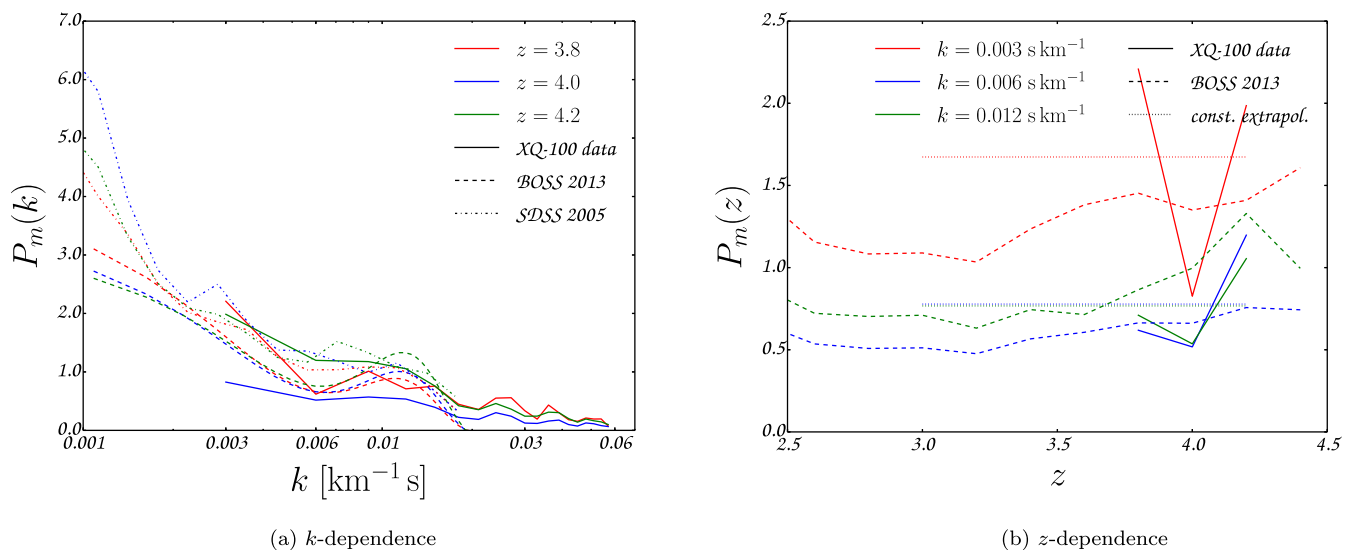 7.0
6.0
5.0
4.0
3.0
2.0
1.0
0.0
P_m(k)
0.001
0.003
0.006
0.01
0.03
0.06
k [km⁻¹ s]
z = 3.8
z = 4.0
z = 4.2
XQ-100 data
BOSS 2013
SDSS 2005
(a) k-dependence
2.5
2.0
1.5
1.0
0.5
0.0
P_m(z)
2.5
3.0
3.5
4.0
4.5
z
k = 0.003 s km⁻¹
k = 0.006 s km⁻¹
k = 0.012 s km⁻¹
XQ-100 data
BOSS 2013
const. extrapol.
(b) z-dependence